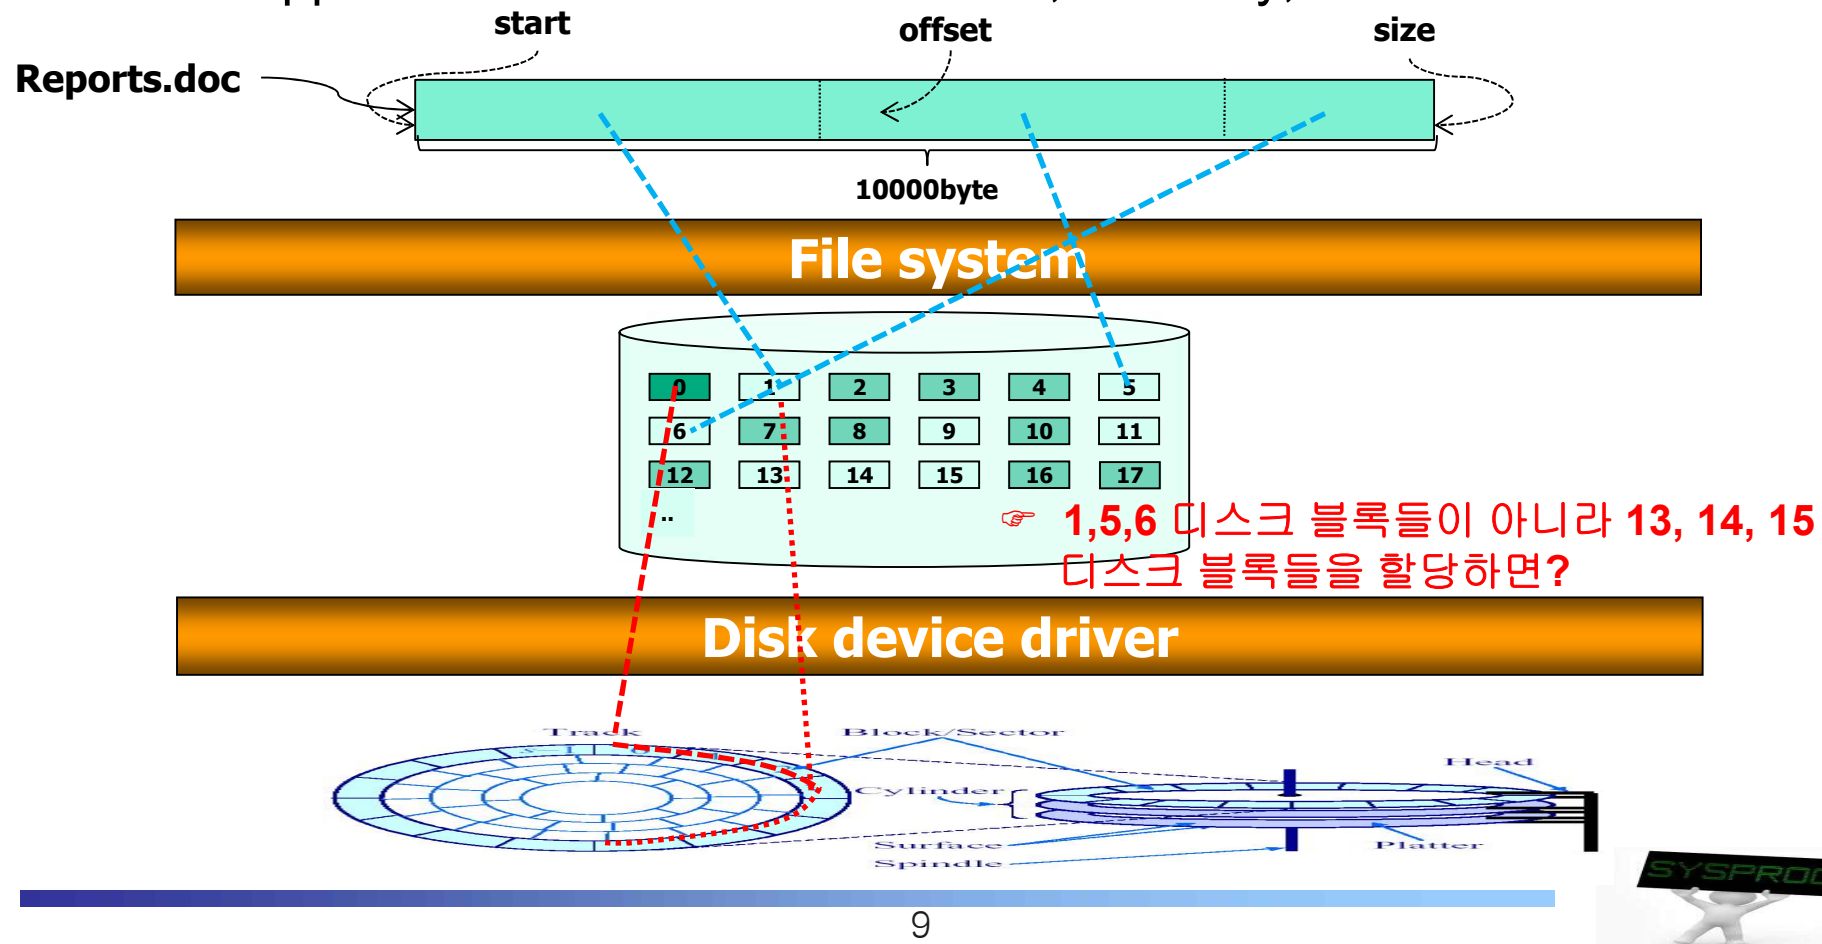 start
offset
size
Reports.doc
10000byte
File system
0 1 2 3 4 5
6 7 8 9 10 11
12 13 14 15 16 17
..
☞ 1,5,6 디스크 블록들이 아니라 13, 14, 15
디스크 블록들을 할당하면?
Disk device driver
Track
Block/Sector
Head
Cylinder
Surface
Platter
Spindle
9